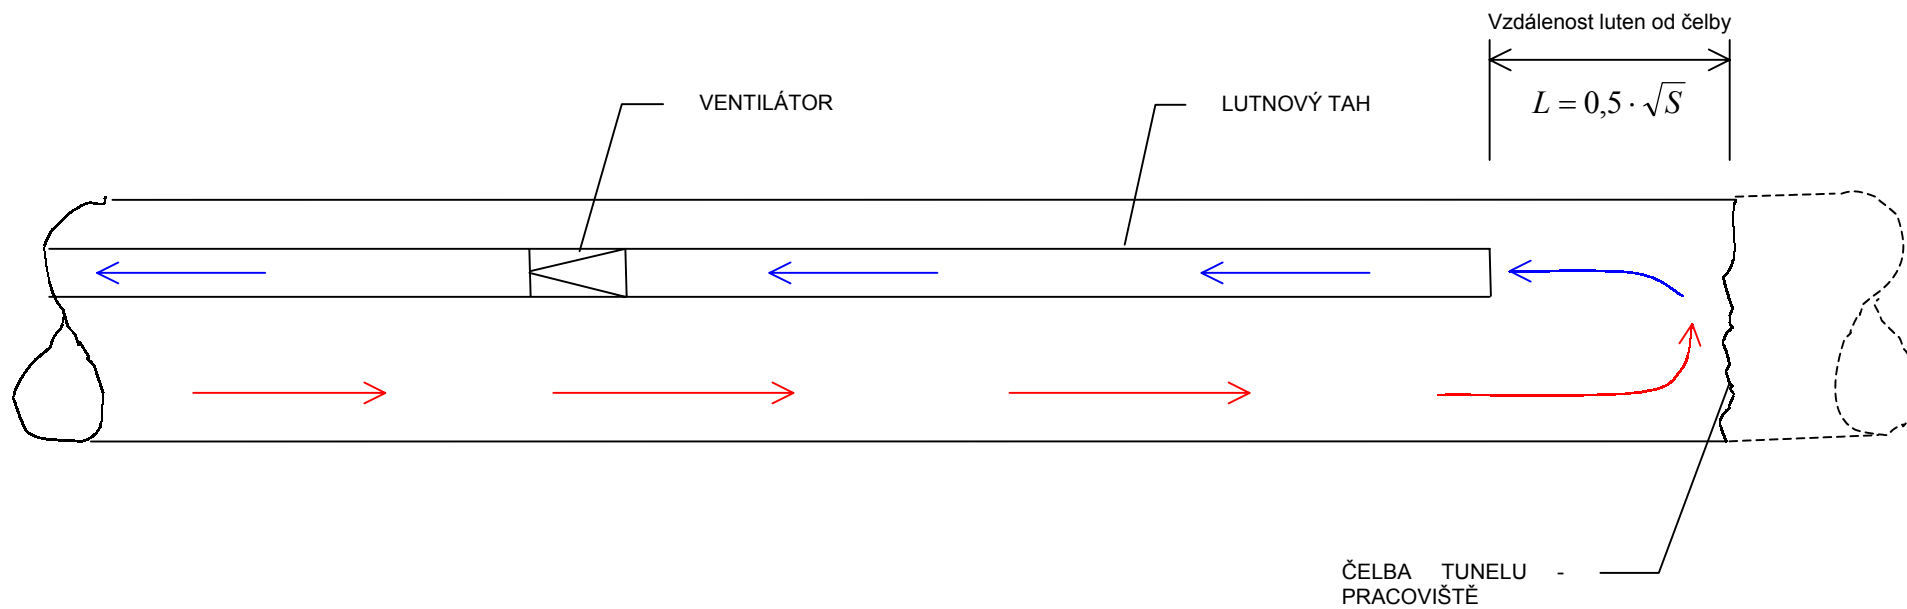 Vzdálenost luten od čelby
L = 0,5 · √S
VENTILÁTOR
LUTNOVÝ TAH
ČELBA TUNELU -
PRACOVIŠTĚ